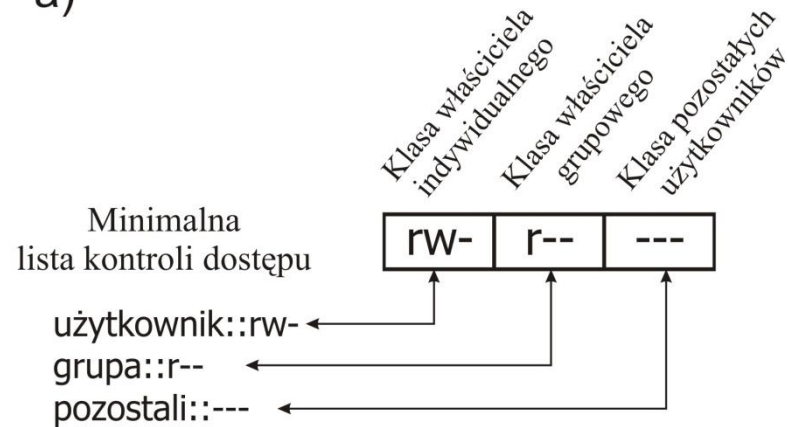 a)
Klasa właściciela
indywidualnego
Klasa właściciela
grupowego
Klasa pozostałych
użytkowników
Minimalna
lista kontroli dostępu
rw- r-- ---
użytkownik::rw-
grupa::r--
pozostali::---